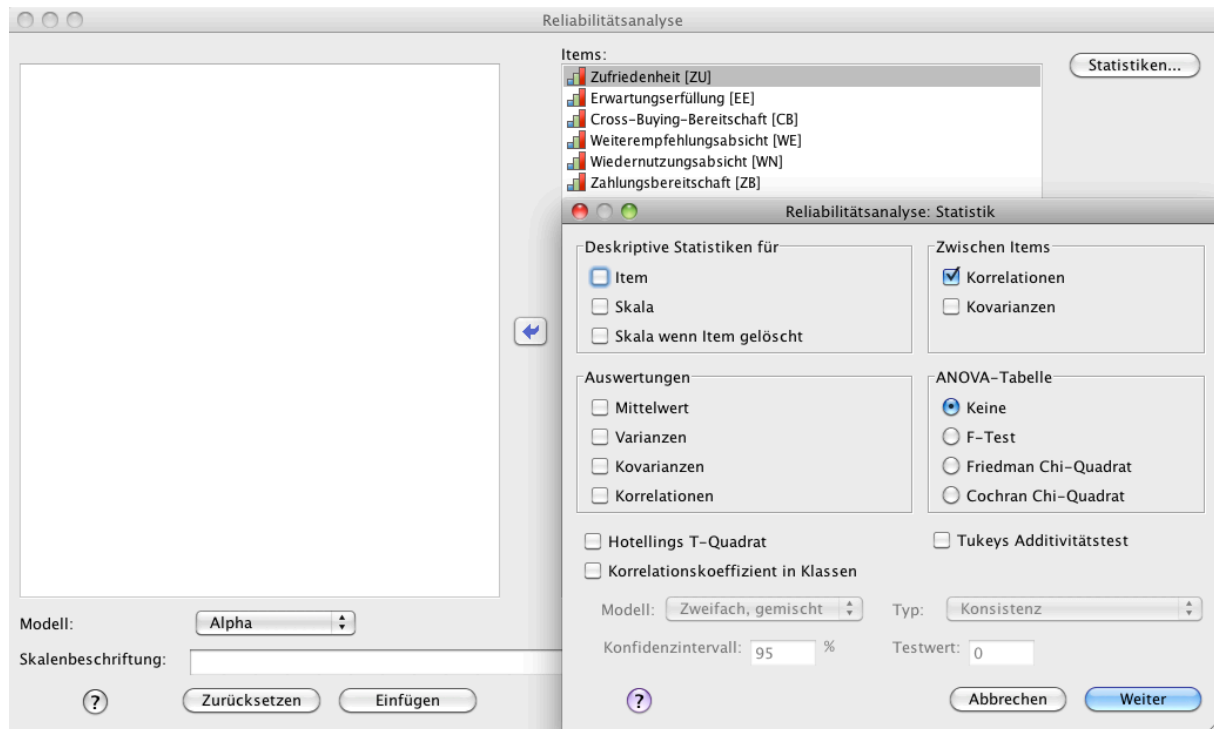 Reliabilitätsanalyse
Items:
Zufriedenheit [ZU]
Erwartungserfüllung [EE]
Cross-Buying-Bereitschaft [CB]
Weiterempfehlungsabsicht [WE]
Wiedernutzungsabsicht [WN]
Zahlungsbereitschaft [ZB]
Statistiken...
Modell:
Alpha
Skalenbeschriftung:
?
Zurücksetzen
Einfügen
Reliabilitätsanalyse: Statistik
Deskriptive Statistiken für
Item
Skala
Skala wenn Item gelöscht
Zwischen Items
Korrelationen
Kovarianzen
Auswertungen
Mittelwert
Varianzen
Kovarianzen
Korrelationen
ANOVA-Tabelle
Keine
F-Test
Friedman Chi-Quadrat
Cochran Chi-Quadrat
Hotellings T-Quadrat
Tukeys Additivitätstest
Korrelationskoeffizient in Klassen
Modell: Zweifach, gemischt Typ: Konsistenz
Konfidenzintervall: 95 % Testwert: 0
?
Abbrechen
Weiter